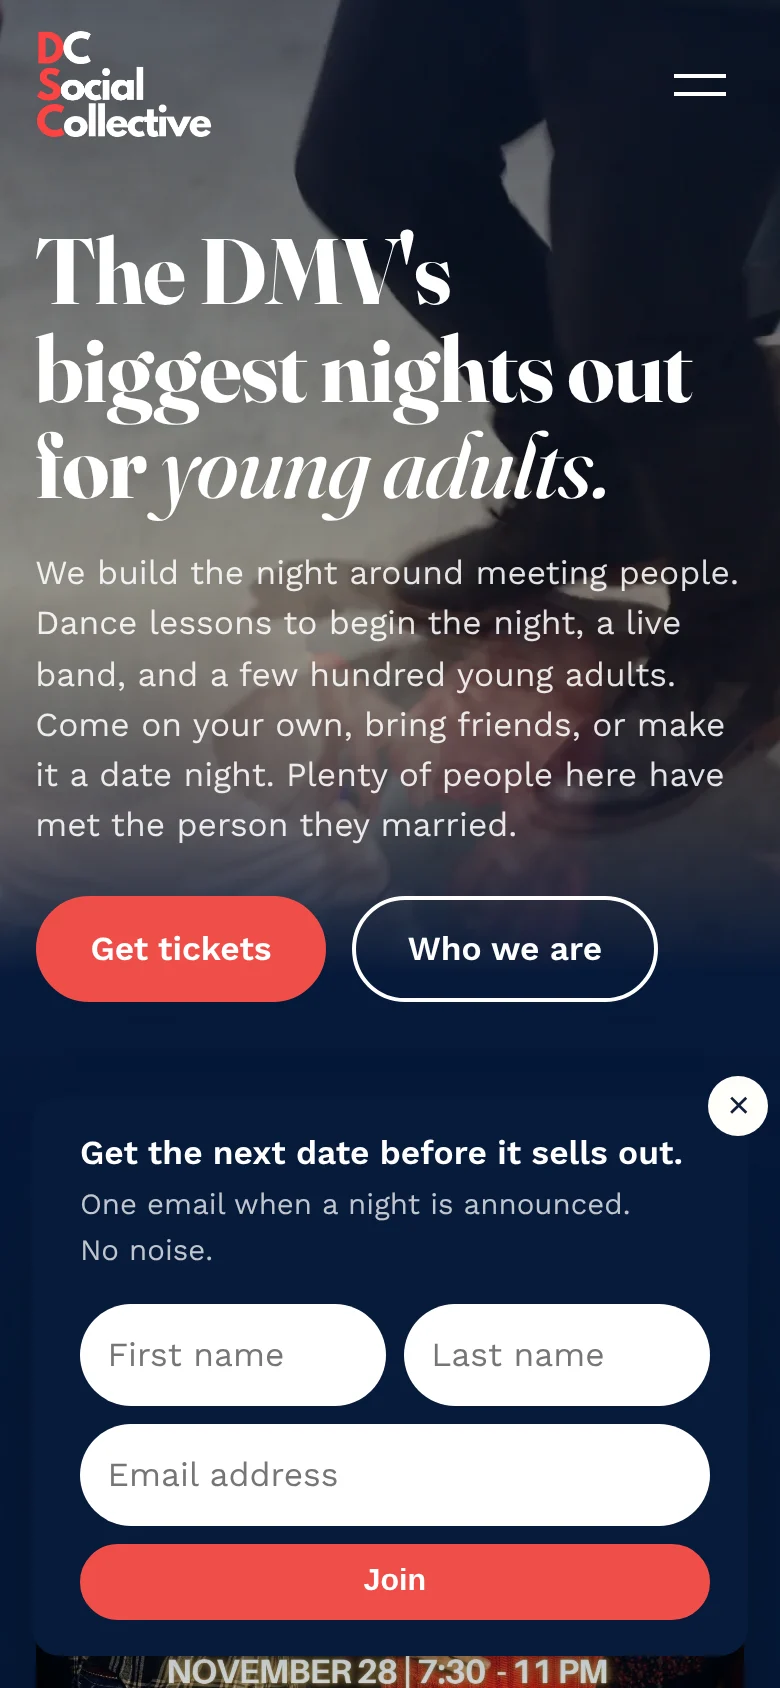 DC
Social
Collective
The DMV's
biggest nights out
for young adults.
We build the night around meeting people.
Dance lessons to begin the night, a live
band, and a few hundred young adults.
Come on your own, bring friends, or make
it a date night. Plenty of people here have
met the person they married.
Get tickets
Who we are
Get the next date before it sells out.
One email when a night is announced.
No noise.
First name
Last name
Email address
Join
NOVEMBER 28 | 7:30 - 11 PM